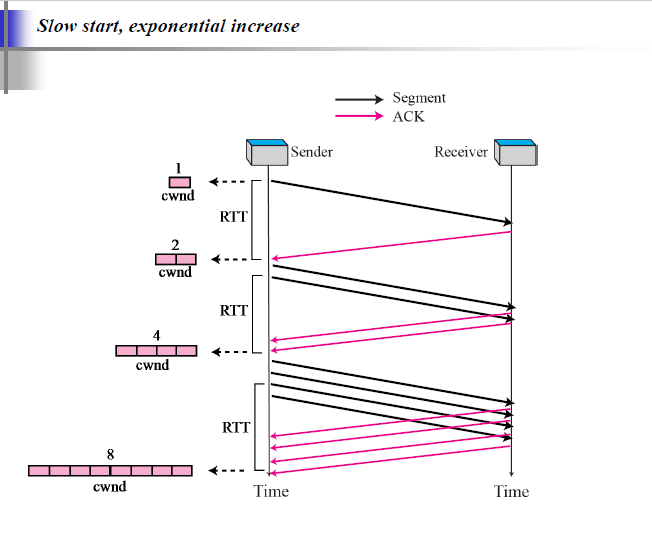 Slow start, exponential increase
Segment
ACK
Sender
Receiver
1
cwnd
RTT
2
cwnd
RTT
4
cwnd
RTT
8
cwnd
Time
Time